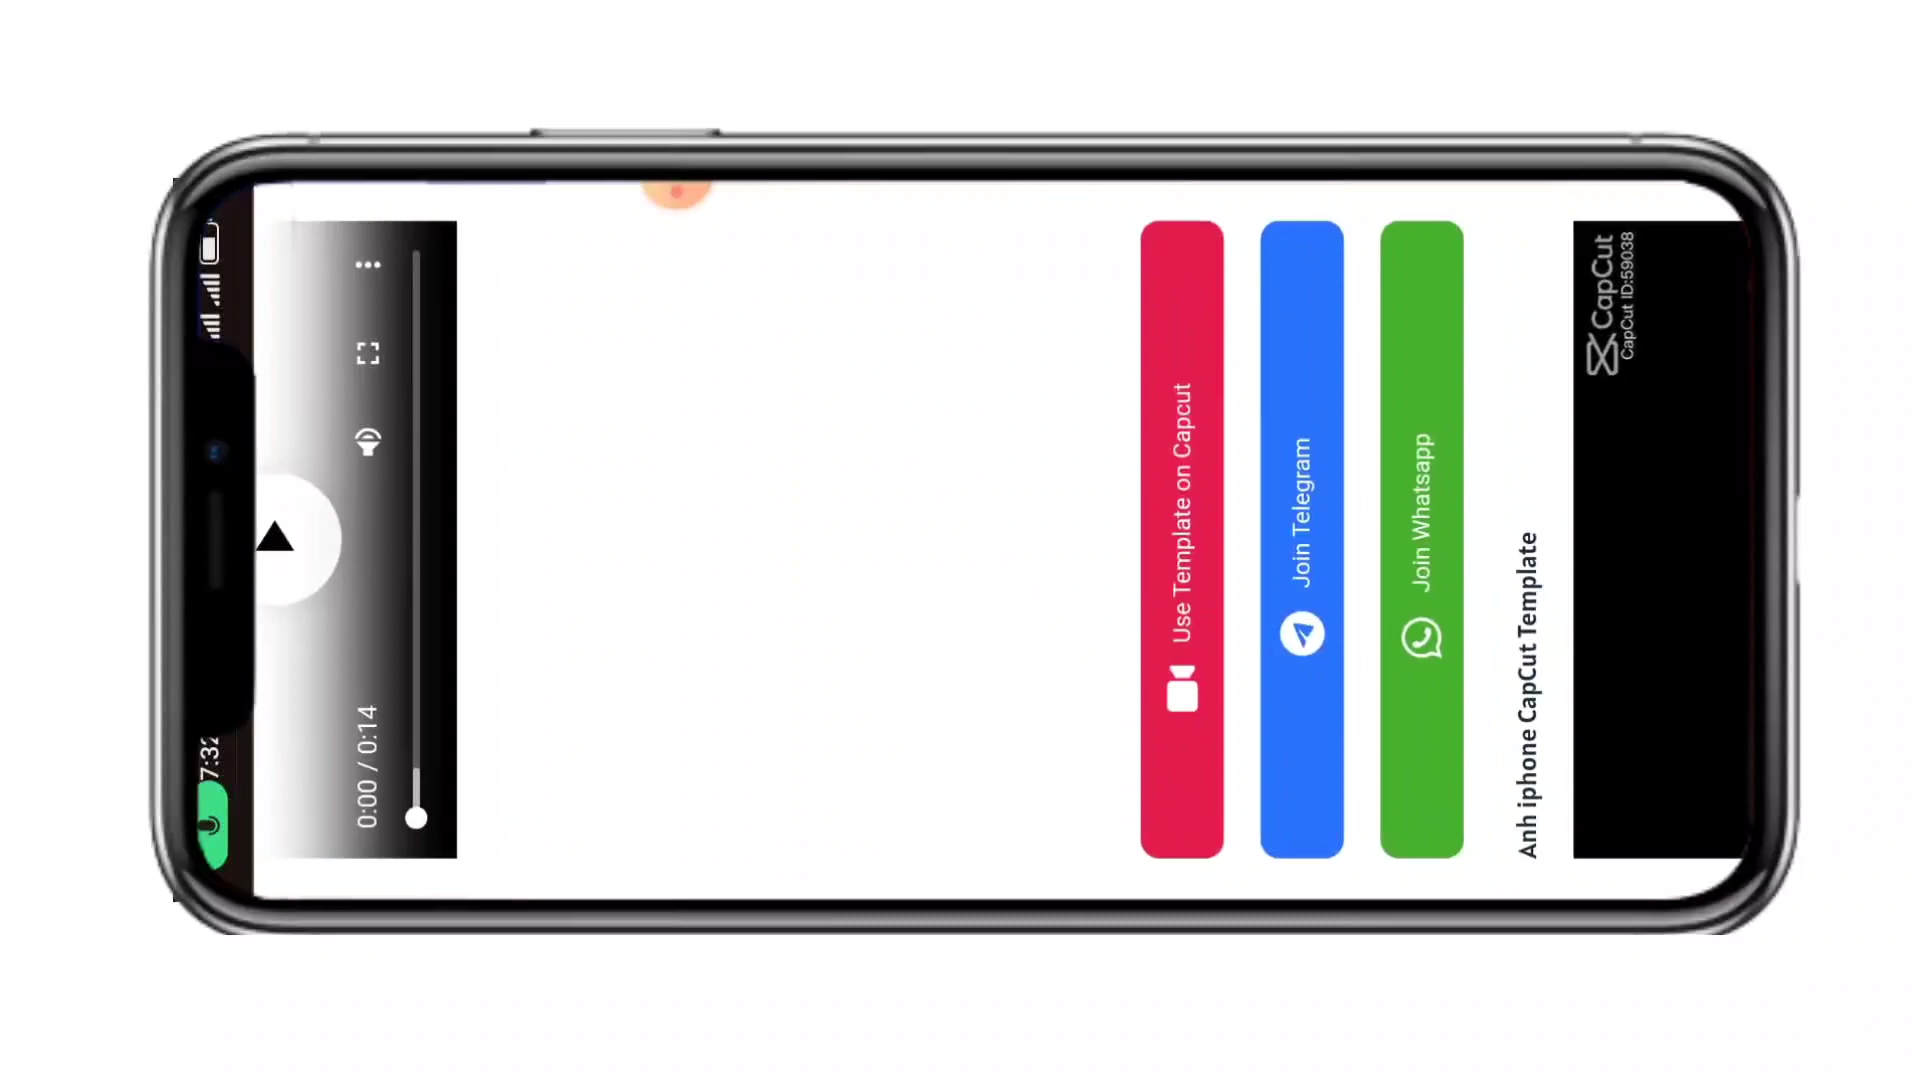 7:32
0:00 / 0:14
Use Template on Capcut
Join Telegram
Join Whatsapp
Anh iphone CapCut Template
CapCut
CapCut ID:59038